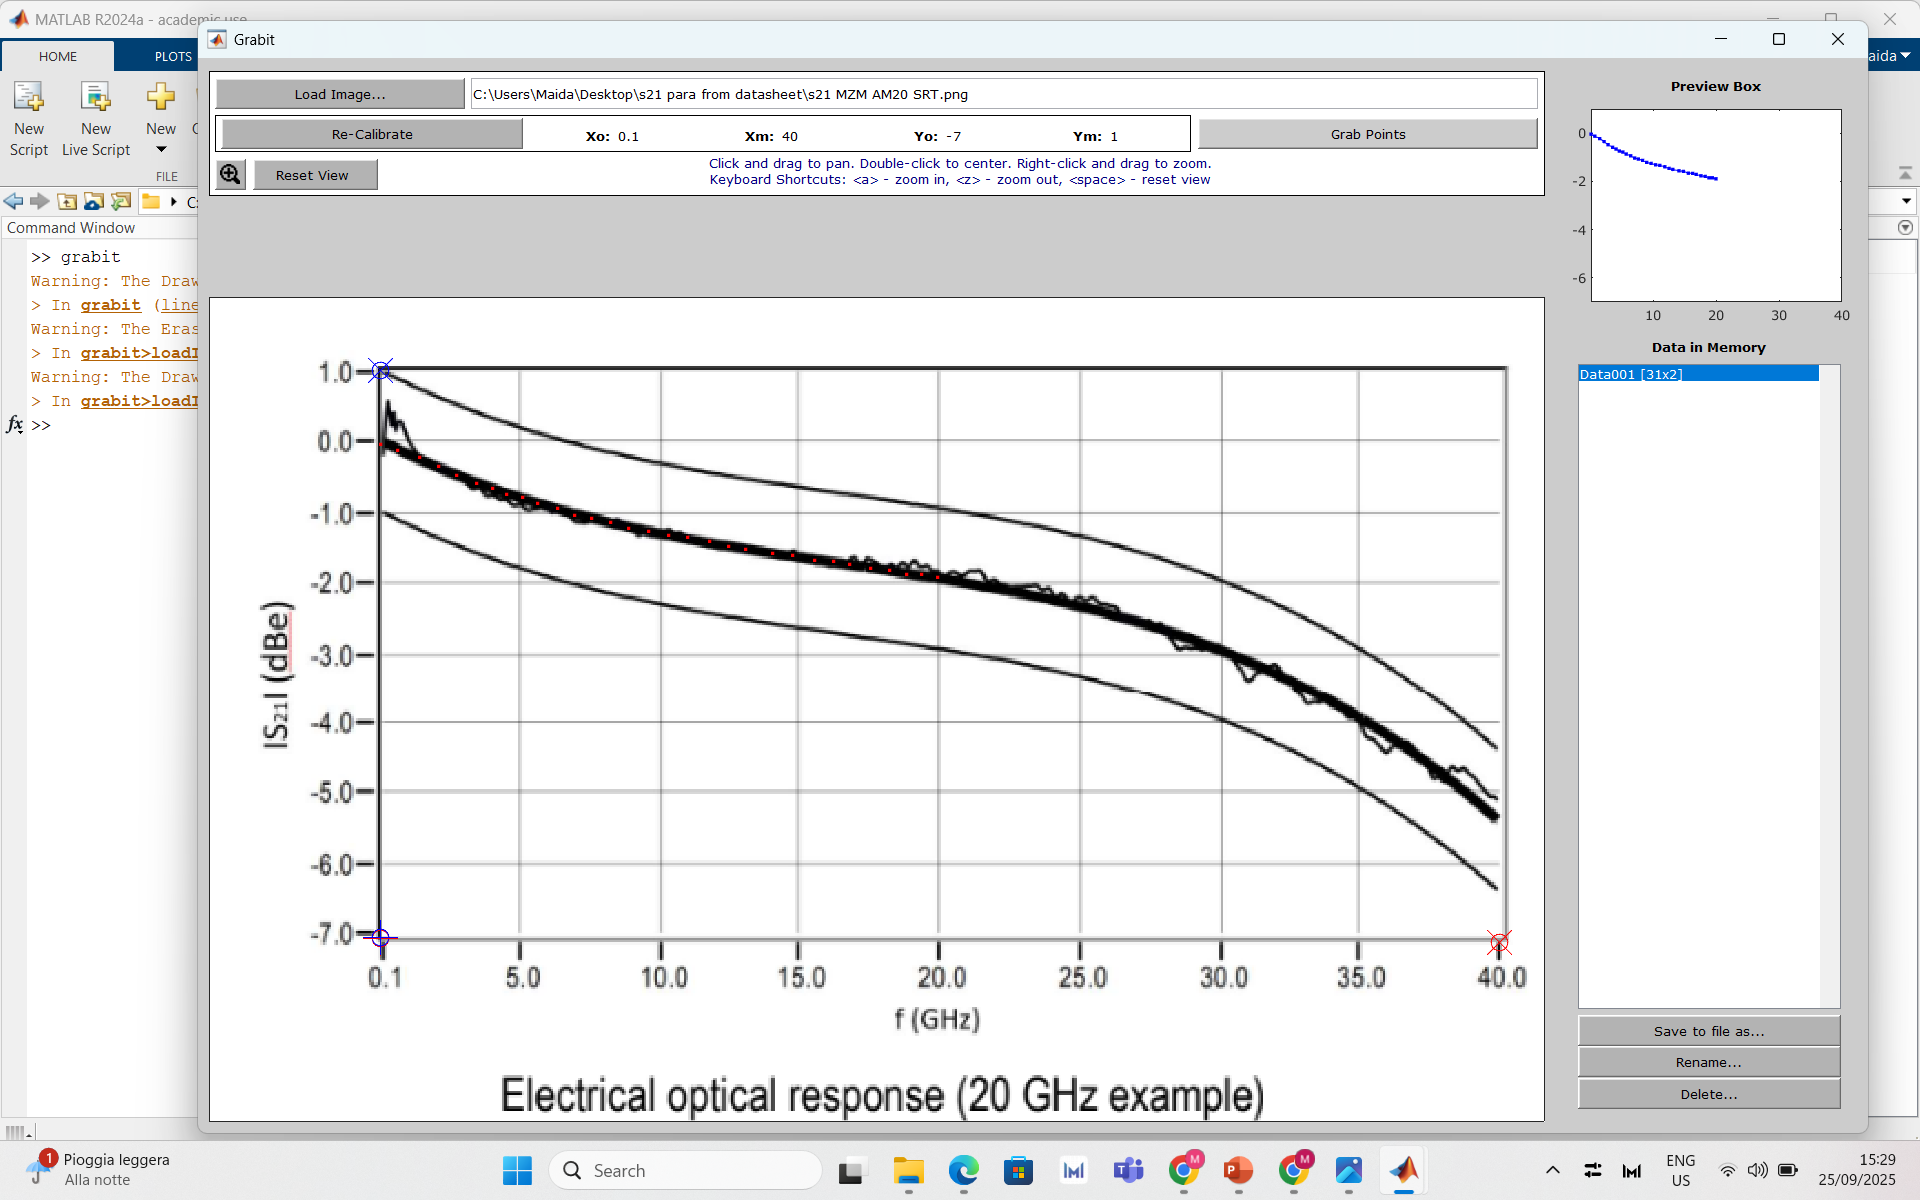 MATLAB R2024a - academic use
Grabit
HOME
PLOTS
aida
New
Script
New
Live Script
New
FILE
Command Window
>> grabit
Warning: The Draw
> In grabit (line
Warning: The Eras
> In grabit>loadI
Warning: The Draw
> In grabit>loadI
fx >>
Load Image...
C:\Users\Maida\Desktop\s21 para from datasheet\s21 MZM AM20 SRT.png
Re-Calibrate
Xo: 0.1
Xm: 40
Yo: -7
Ym: 1
Grab Points
Reset View
Click and drag to pan. Double-click to center. Right-click and drag to zoom.
Keyboard Shortcuts: <a> - zoom in, <z> - zoom out, <space> - reset view
Preview Box
0
-2
-4
-6
10 20 30 40
Data in Memory
Data001 [31x2]
Save to file as...
Rename...
Delete...
1.0
0.0
-1.0
-2.0
-3.0
-4.0
-5.0
-6.0
-7.0
IS21I (dBe)
0.1 5.0 10.0 15.0 20.0 25.0 30.0 35.0 40.0
f (GHz)
Electrical optical response (20 GHz example)
1
Pioggia leggera
Alla notte
Search
M
M
ENG
US
15:29
25/09/2025